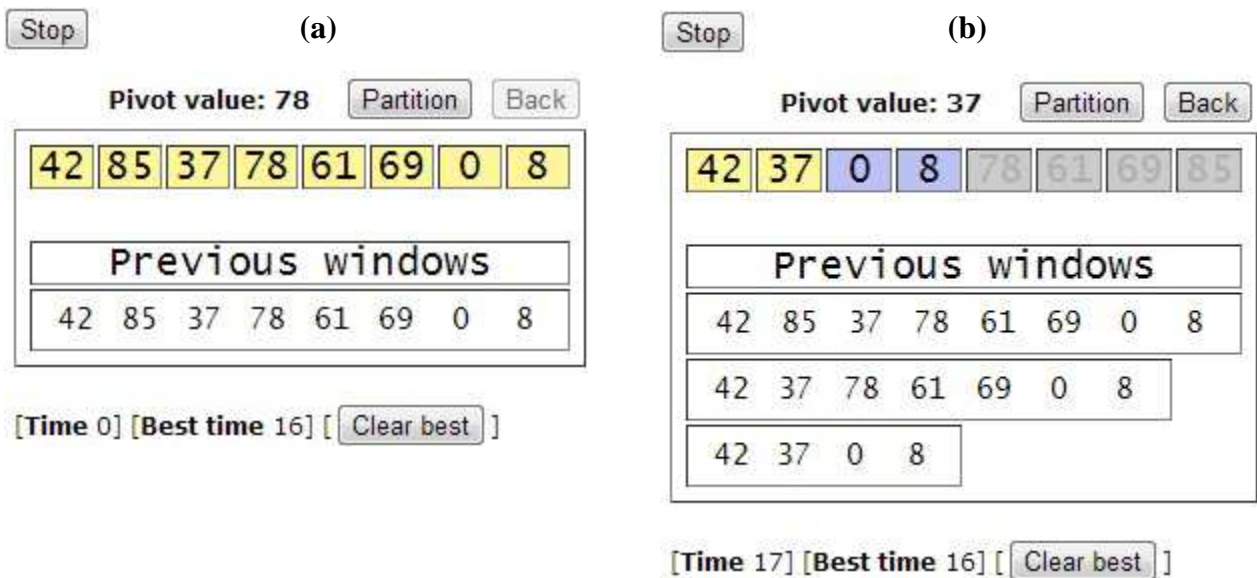 (a)
Stop
Pivot value: 78 Partition Back
42 85 37 78 61 69 0 8
Previous windows
42 85 37 78 61 69 0 8
[Time 0] [Best time 16] [ Clear best ]
(b)
Stop
Pivot value: 37 Partition Back
42 37 0 8 78 61 69 85
Previous windows
42 85 37 78 61 69 0 8
42 37 78 61 69 0 8
42 37 0 8
[Time 17] [Best time 16] [ Clear best ]